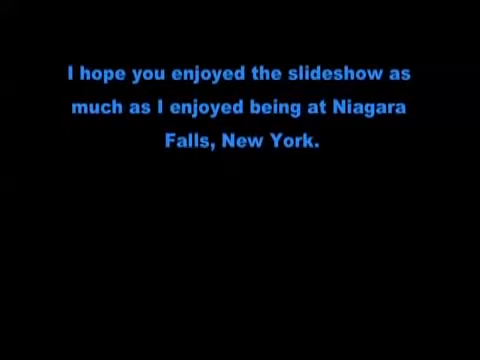 I hope you enjoyed the slideshow as
much as I enjoyed being at Niagara
Falls, New York.